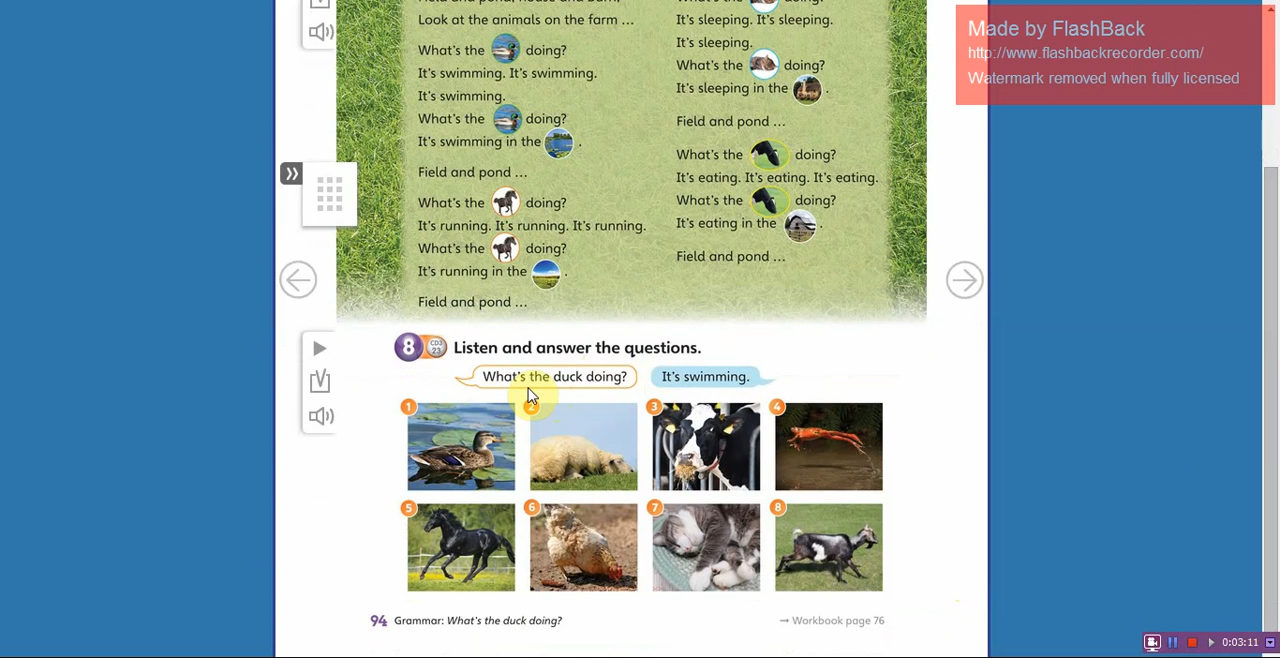 Look at the animals on the farm ...
What's the doing?
It's swimming. It's swimming.
It's swimming.
What's the doing?
It's swimming in the .
Field and pond ...
What's the doing?
It's running. It's running. It's running.
What's the doing?
It's running in the .
Field and pond ...
It's sleeping. It's sleeping.
It's sleeping.
What's the doing?
It's sleeping in the .
Field and pond ...
What's the doing?
It's eating. It's eating. It's eating.
What's the doing?
It's eating in the .
Field and pond ...
8 CD3 23 Listen and answer the questions.
What's the duck doing? It's swimming.
1 2 3 4
5 6 7 8
94 Grammar: What's the duck doing? → Workbook page 76
Made by FlashBack
http://www.flashbackrecorder.com/
Watermark removed when fully licensed
0:03:11